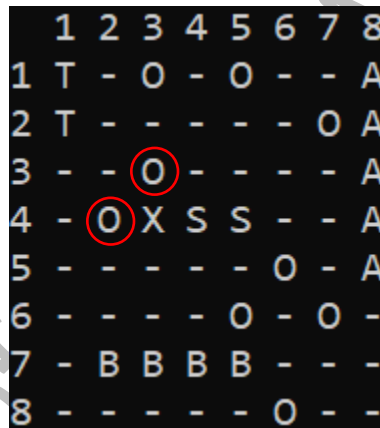 1 2 3 4 5 6 7 8
1 T - O - O - - A
2 T - - - - - O A
3 - - O - - - - A
4 - O X S S - - A
5 - - - - - O - A
6 - - - - O - O -
7 - B B B B - - -
8 - - - - - O - -